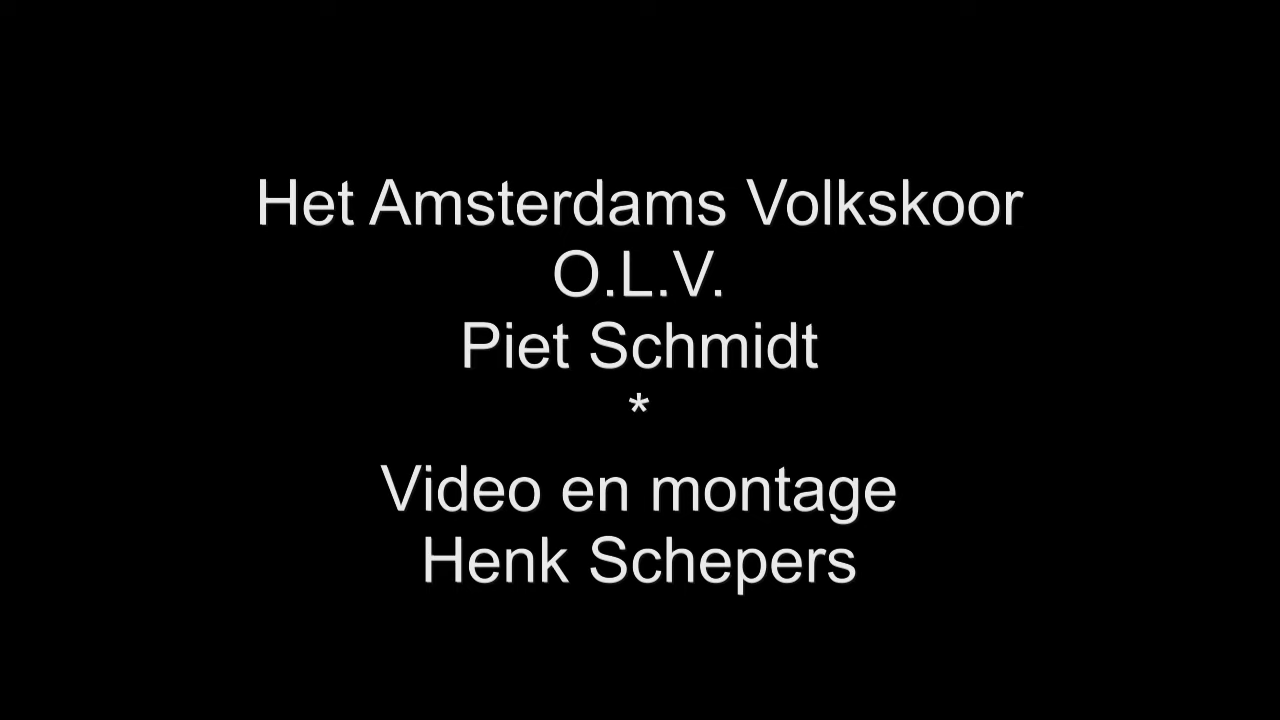 Het Amsterdams Volkskoor
O.L.V.
Piet Schmidt
*
Video en montage
Henk Schepers